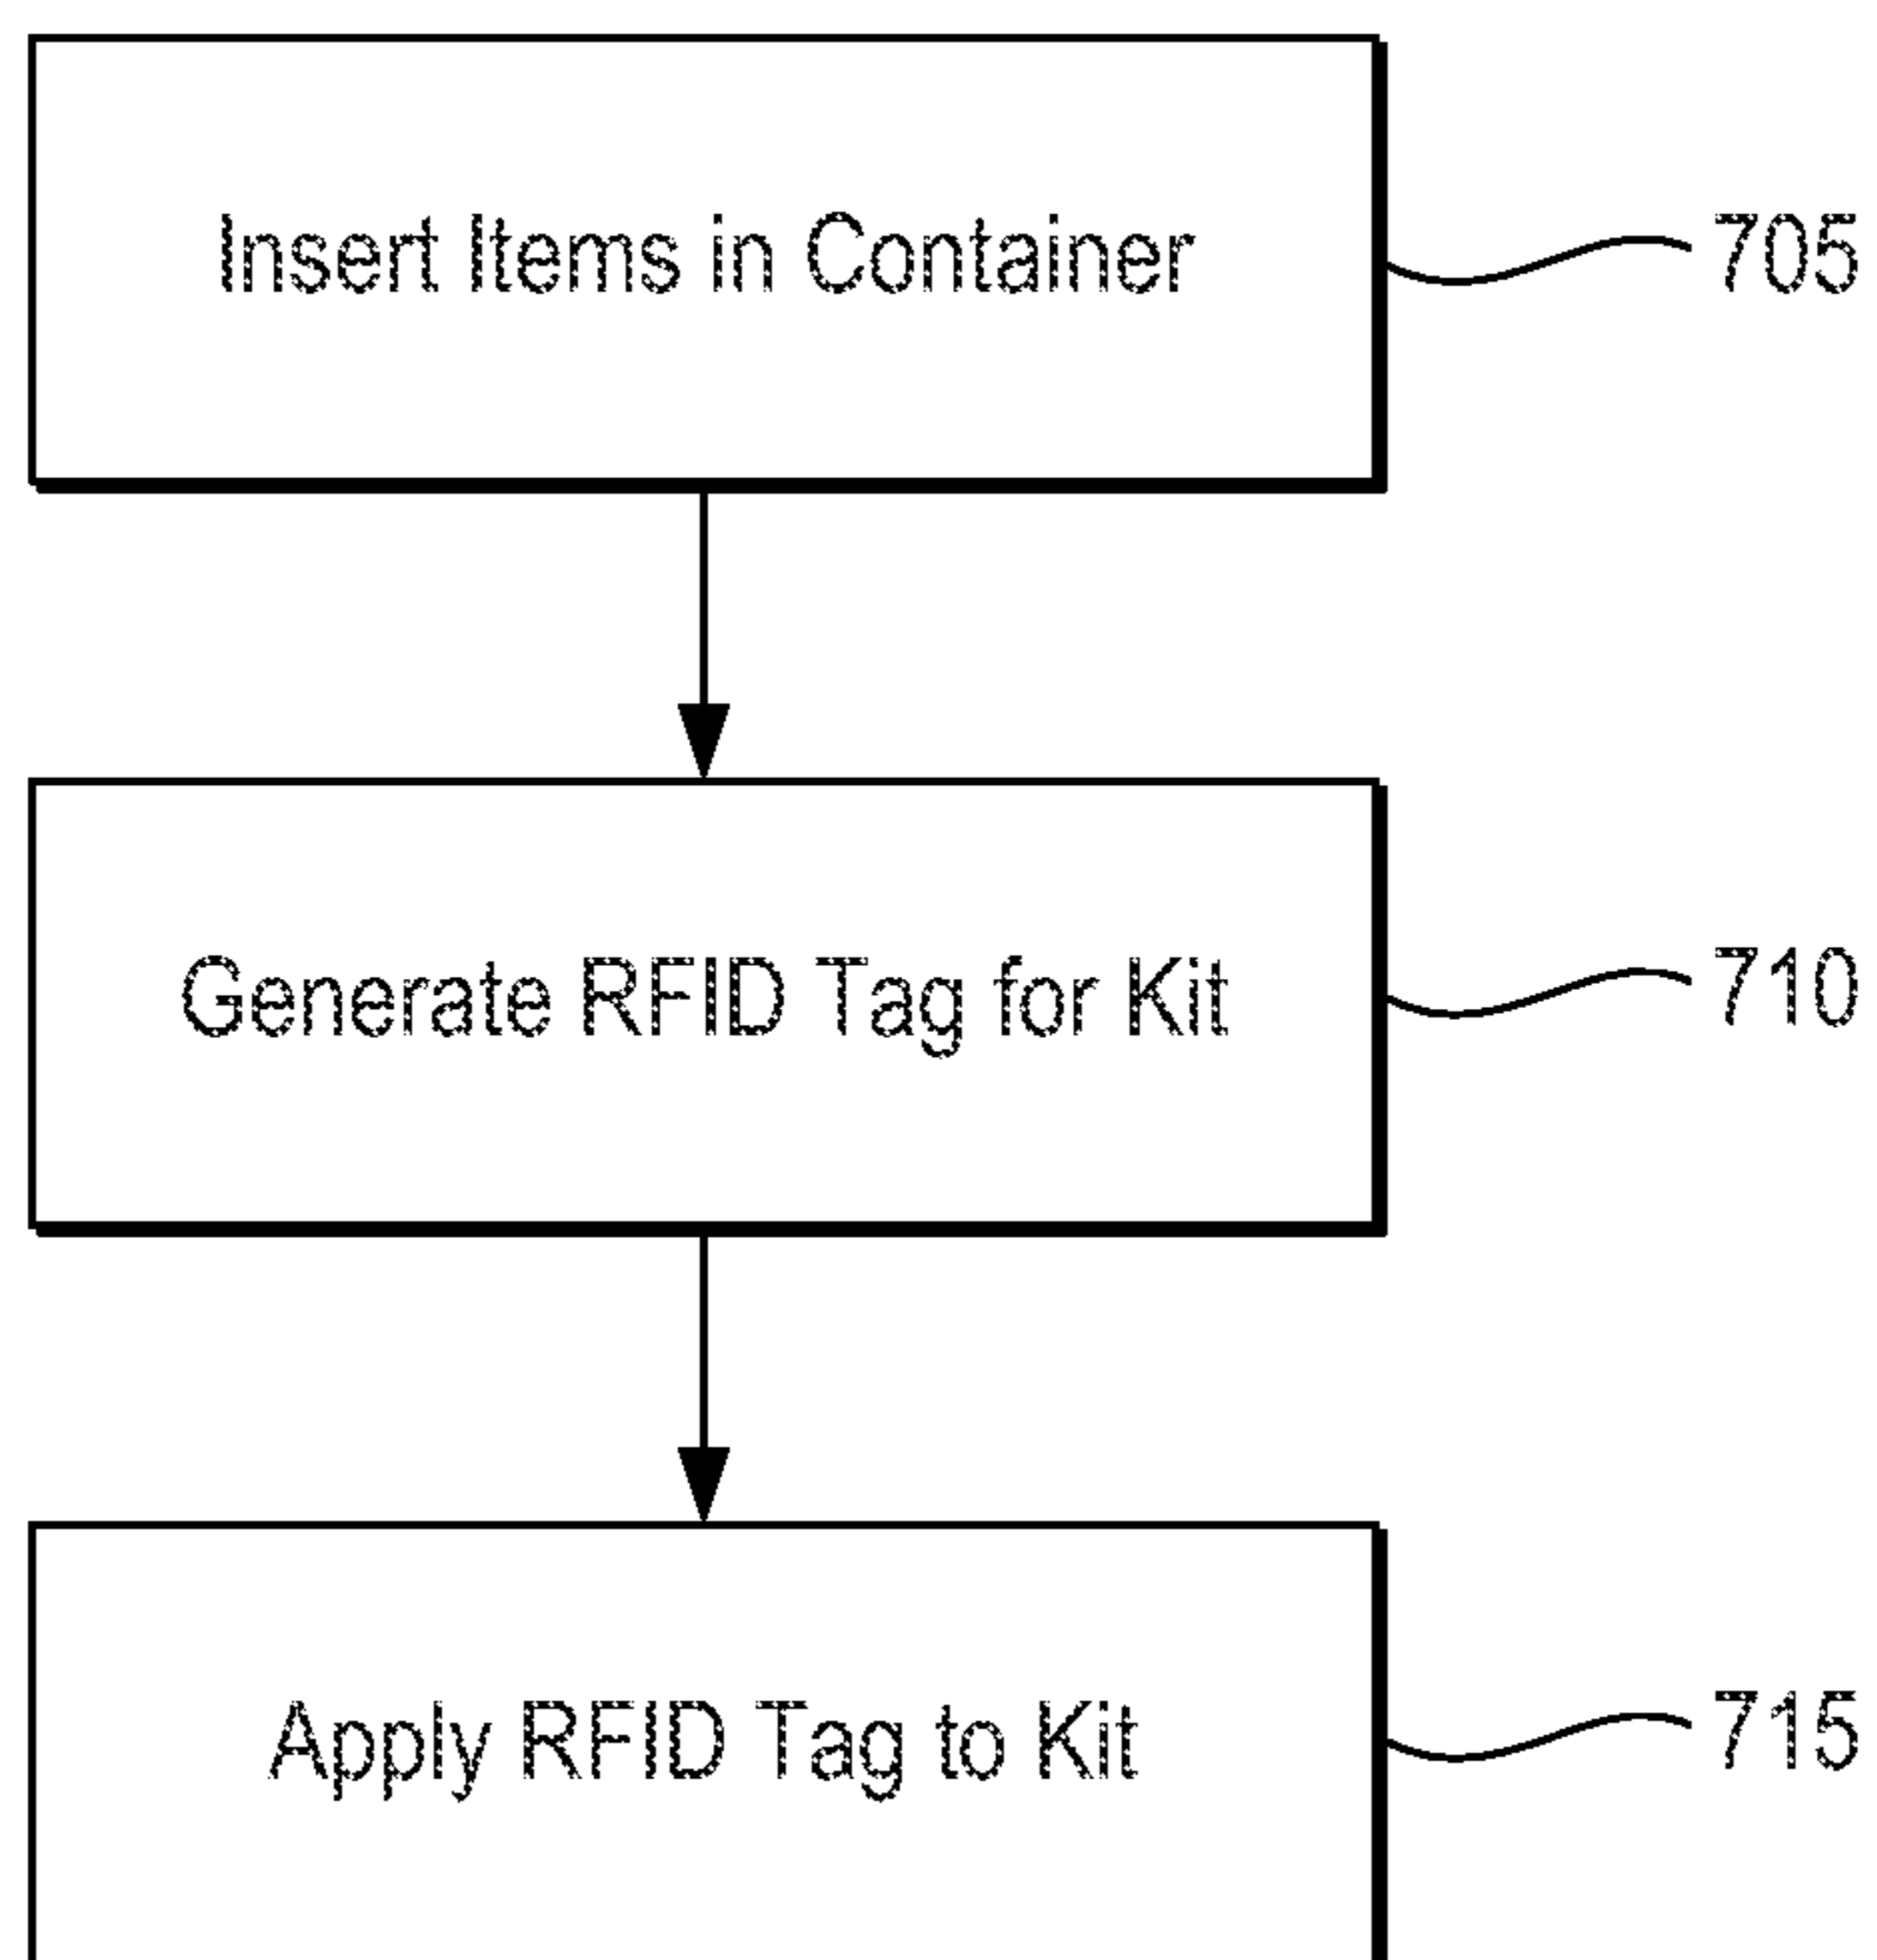 Insert Items in Container
705
Generate RFID Tag for Kit
710
Apply RFID Tag to Kit
715